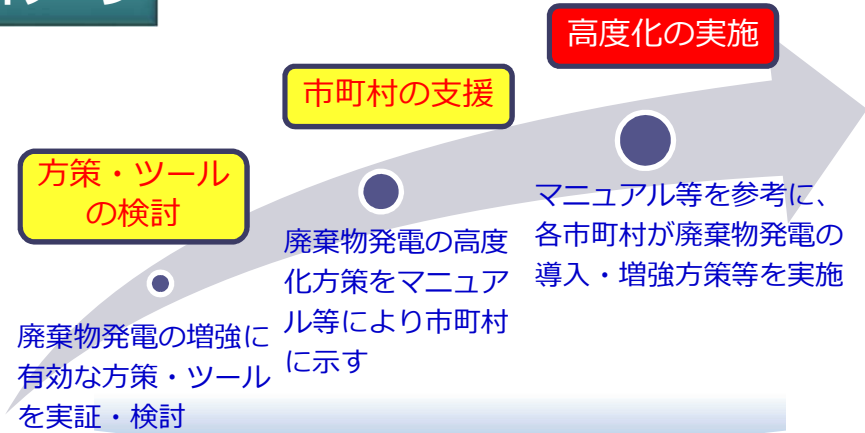 高度化の実施
市町村の支援
方策・ツール
の検討
マニュアル等を参考に、
各市町村が廃棄物発電の
導入・増強方策等を実施
廃棄物発電の高度
化方策をマニュア
ル等により市町村
に示す
廃棄物発電の増強に
有効な方策・ツール
を実証・検討